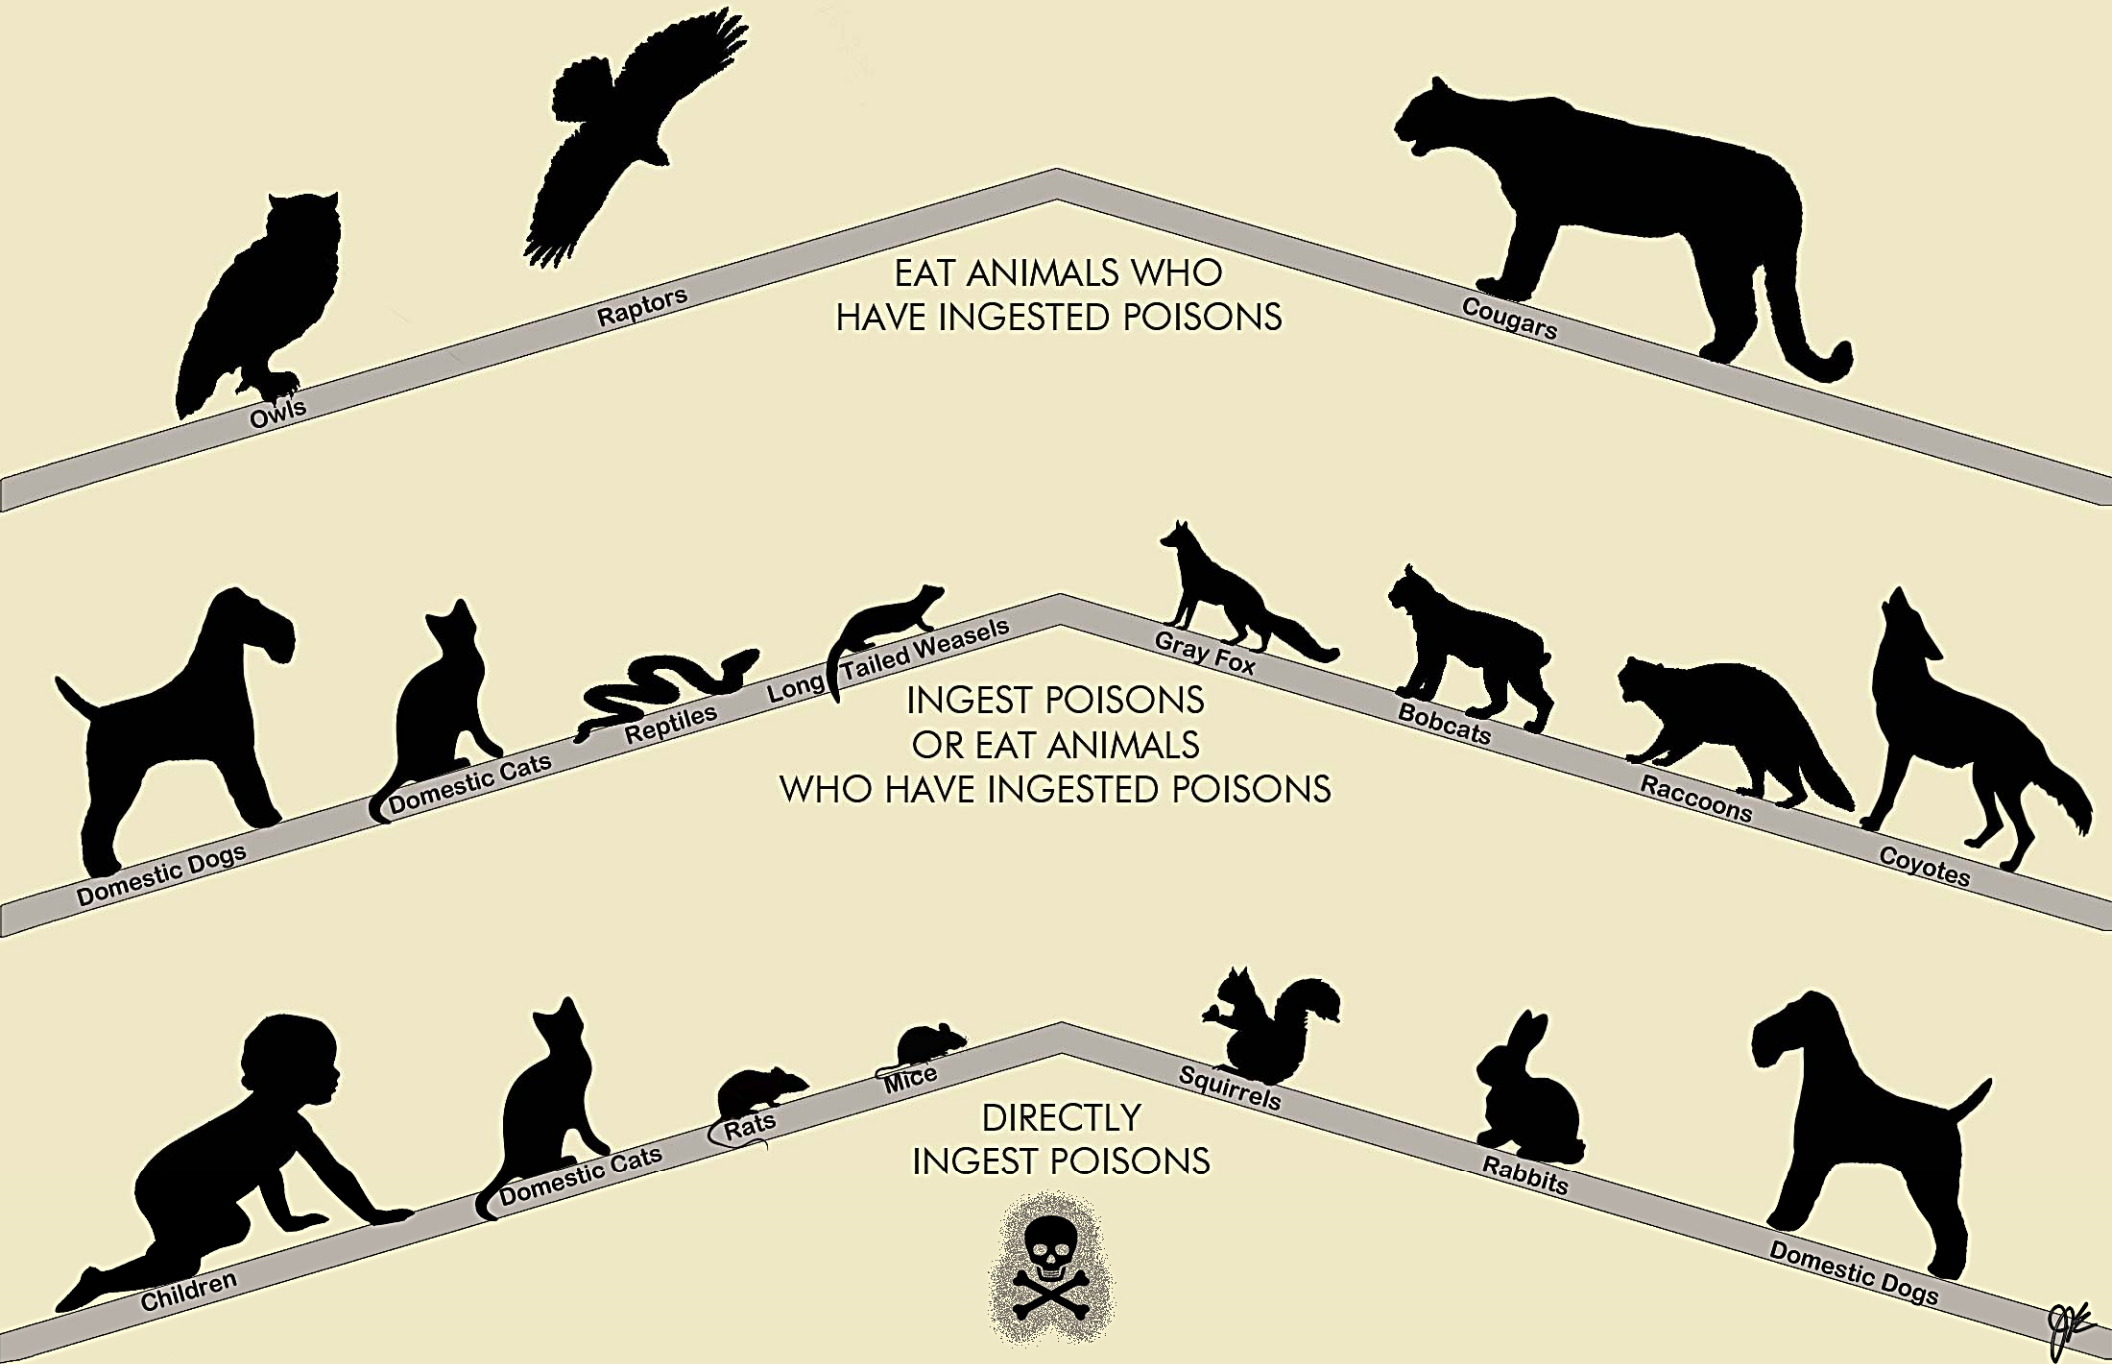 Owls
Raptors
Cougars
EAT ANIMALS WHO
HAVE INGESTED POISONS
Domestic Dogs
Domestic Cats
Reptiles
Long Tailed Weasels
Gray Fox
Bobcats
Raccoons
Coyotes
INGEST POISONS
OR EAT ANIMALS
WHO HAVE INGESTED POISONS
Children
Domestic Cats
Rats
Mice
Squirrels
Rabbits
Domestic Dogs
DIRECTLY
INGEST POISONS